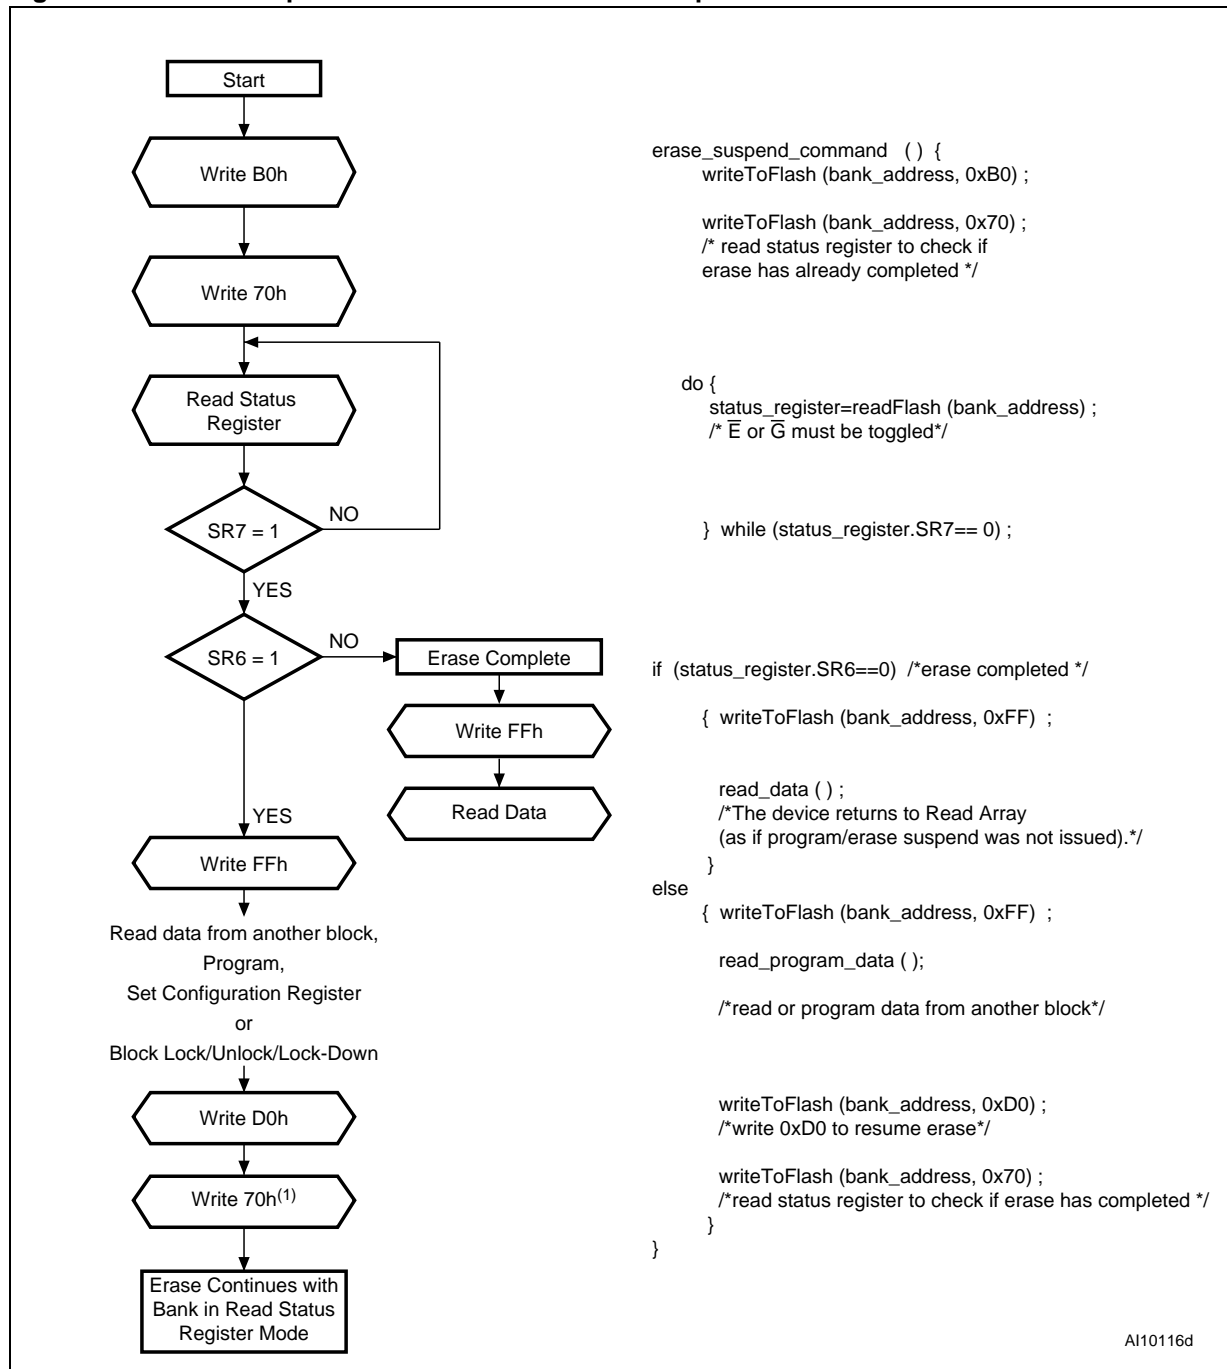 Start
Write B0h
Write 70h
Read Status
Register
SR7 = 1
NO
YES
SR6 = 1
NO
Erase Complete
Write FFh
Read Data
YES
Write FFh
Read data from another block,
Program,
Set Configuration Register
or
Block Lock/Unlock/Lock-Down
Write D0h
Write 70h(1)
Erase Continues with
Bank in Read Status
Register Mode
erase_suspend_command ( ) {
writeToFlash (bank_address, 0xB0) ;
writeToFlash (bank_address, 0x70) ;
/* read status register to check if
erase has already completed */
do {
status_register=readFlash (bank_address) ;
/* E̅ or G̅ must be toggled*/
} while (status_register.SR7== 0) ;
if (status_register.SR6==0) /*erase completed */
{ writeToFlash (bank_address, 0xFF) ;
read_data ( ) ;
/*The device returns to Read Array
(as if program/erase suspend was not issued).*/
}
else
{ writeToFlash (bank_address, 0xFF) ;
read_program_data ( );
/*read or program data from another block*/
writeToFlash (bank_address, 0xD0) ;
/*write 0xD0 to resume erase*/
writeToFlash (bank_address, 0x70) ;
/*read status register to check if erase has completed */
}
}
AI10116d